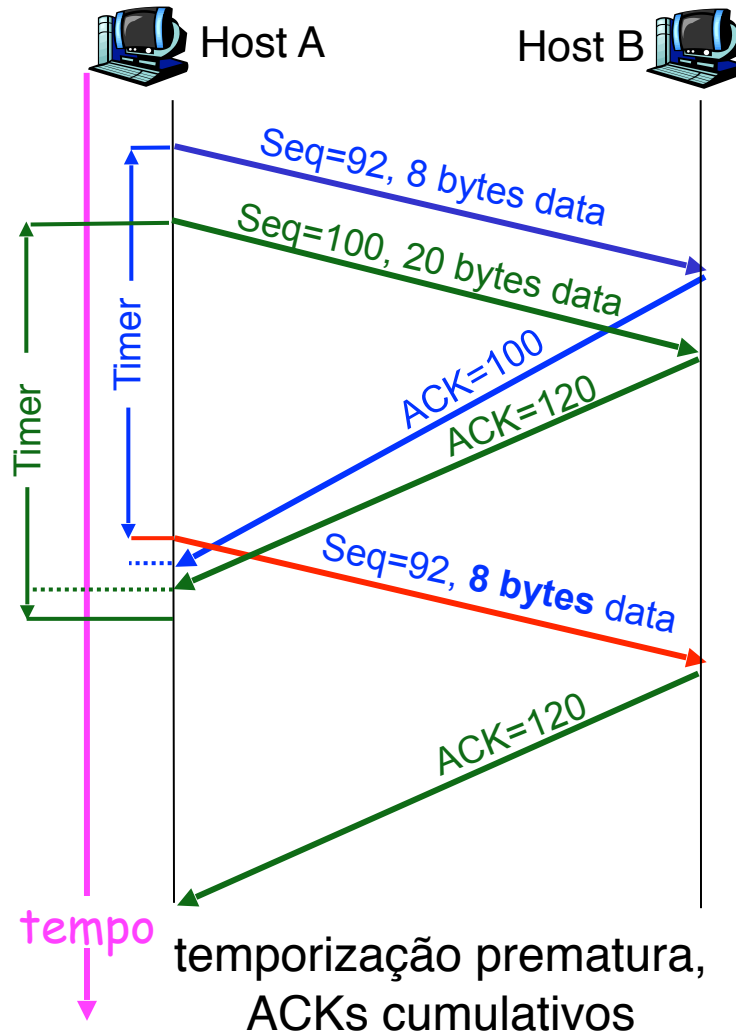 Host A
Host B
Seq=92, 8 bytes data
Seq=100, 20 bytes data
Timer
Timer
ACK=100
ACK=120
Seq=92, 8 bytes data
ACK=120
tempo
temporização prematura,
ACKs cumulativos